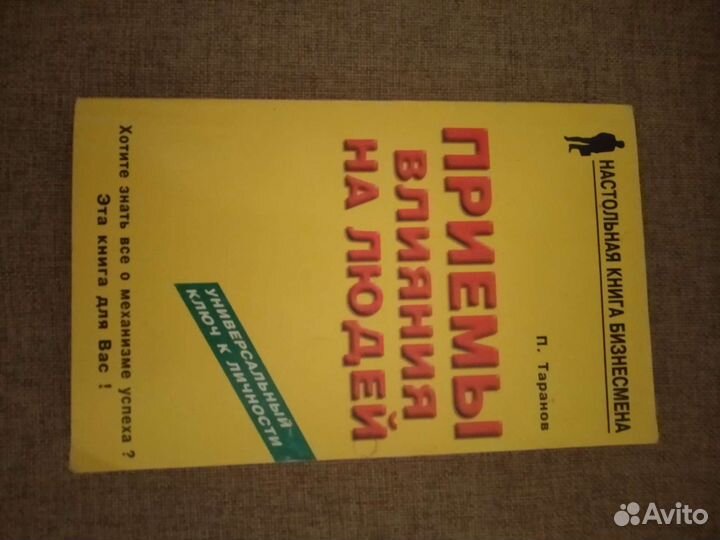 НАСТОЛЬНАЯ КНИГА БИЗНЕСМЕНА
П. Таранов
ПРИЕМЫ
ВЛИЯНИЯ
НА ЛЮДЕЙ
УНИВЕРСАЛЬНЫЙ
КЛЮЧ К ЛИЧНОСТИ
Хотите знать все о механизме успеха ?
Эта книга для Вас !
Avito